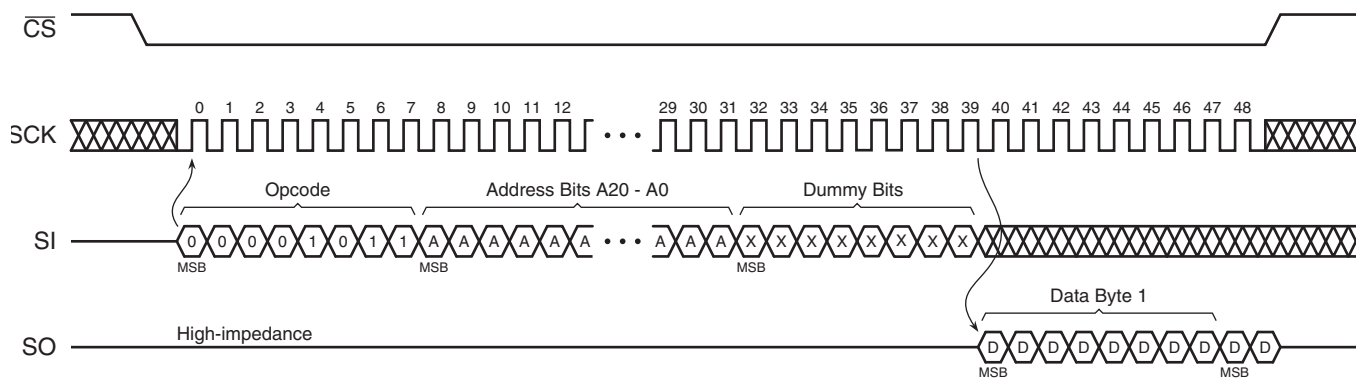 CS
SCK
0 1 2 3 4 5 6 7 8 9 10 11 12 29 30 31 32 33 34 35 36 37 38 39 40 41 42 43 44 45 46 47 48
• • •
Opcode Address Bits A20 - A0 Dummy Bits
SI
0 0 0 0 1 0 1 1 A A A A A A • • • A A A X X X X X X X X
MSB MSB MSB
Data Byte 1
High-impedance
SO
D D D D D D D D D D
MSB MSB